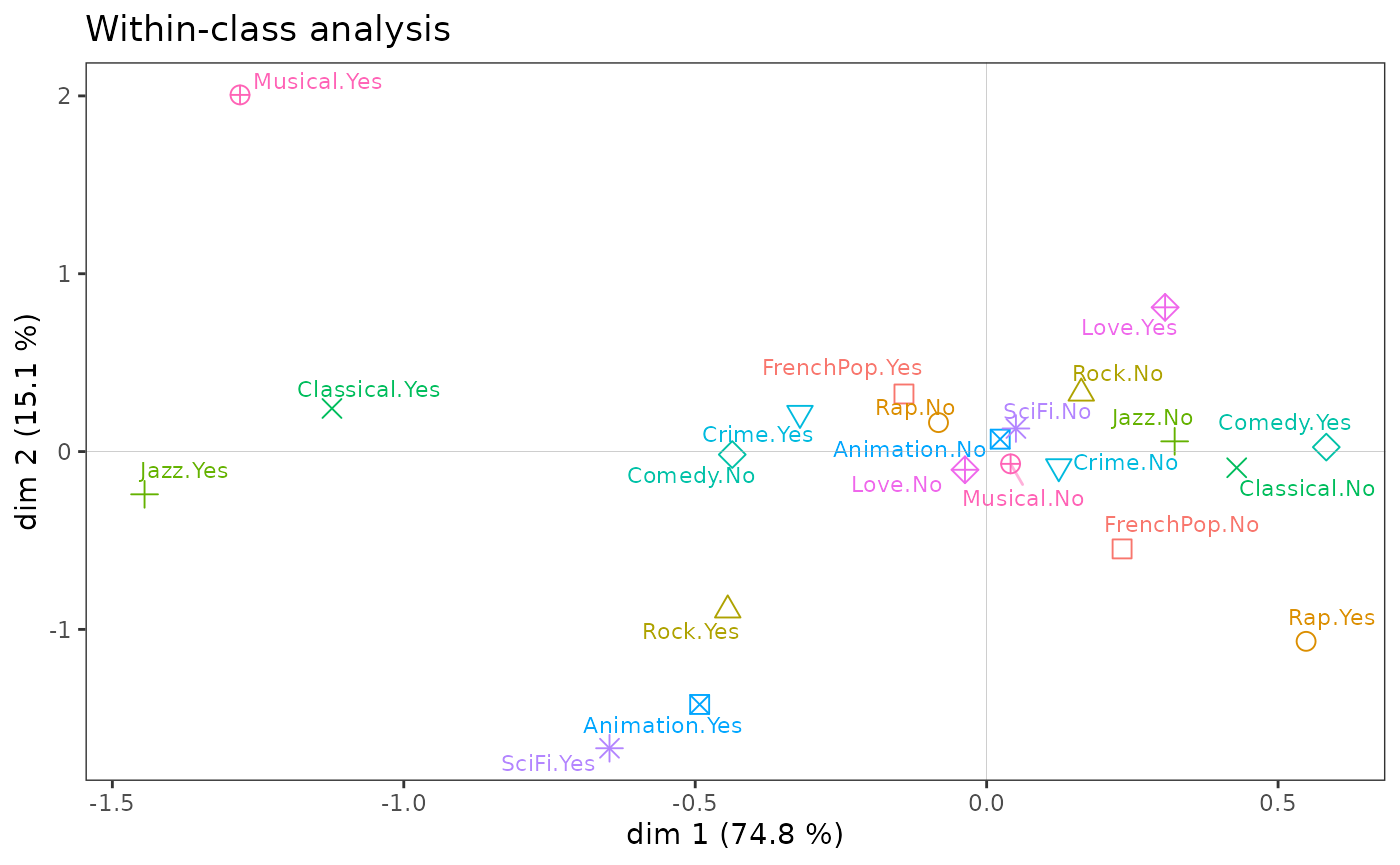 Within-class analysis
2
Musical.Yes
1
Love.Yes
FrenchPop.Yes
Rock.No
Classical.Yes
Rap.No
SciFi.No
Jazz.No
Comedy.Yes
Crime.Yes
0
Animation.No
Crime.No
Jazz.Yes
Comedy.No
Love.No
Musical.No
Classical.No
FrenchPop.No
Rap.Yes
-1
Rock.Yes
Animation.Yes
SciFi.Yes
-1.5
-1.0
-0.5
0.0
0.5
dim 1 (74.8 %)
dim 2 (15.1 %)